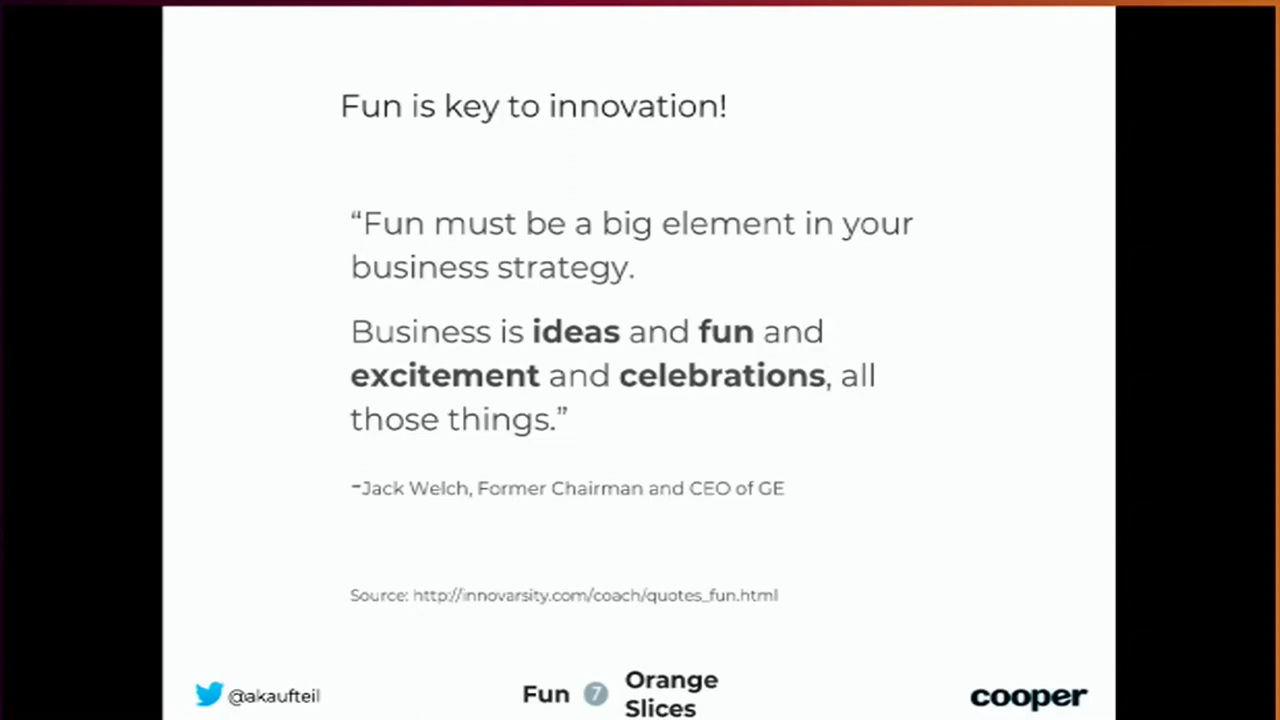 Fun is key to innovation!
“Fun must be a big element in your
business strategy.
Business is ideas and fun and
excitement and celebrations, all
those things.”
-Jack Welch, Former Chairman and CEO of GE
Source: http://innovarsity.com/coach/quotes_fun.html
@akaufteil
Fun 7 Orange
Slices
cooper